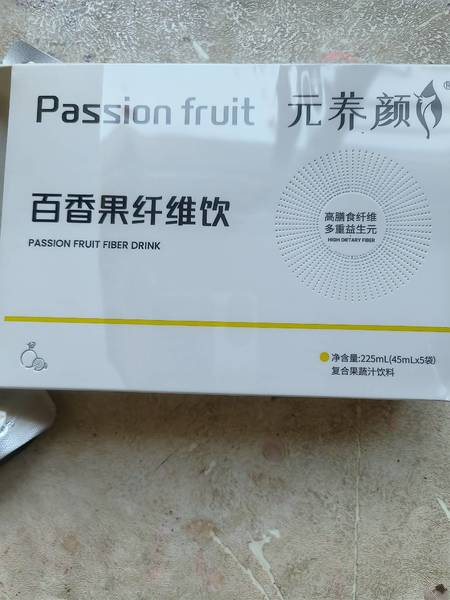 Passion fruit 元养颜®
百香果纤维饮
PASSION FRUIT FIBER DRINK
高膳食纤维
多重益生元
HIGH DIETARY FIBER
净含量:225mL(45mLx5袋)
复合果蔬汁饮料